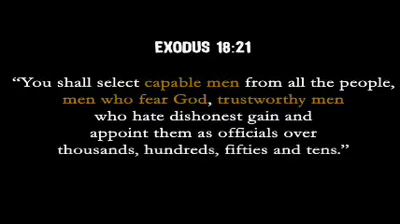 EXODUS 18:21
“You shall select capable men from all the people,
men who fear God, trustworthy men
who hate dishonest gain and
appoint them as officials over
thousands, hundreds, fifties and tens.”